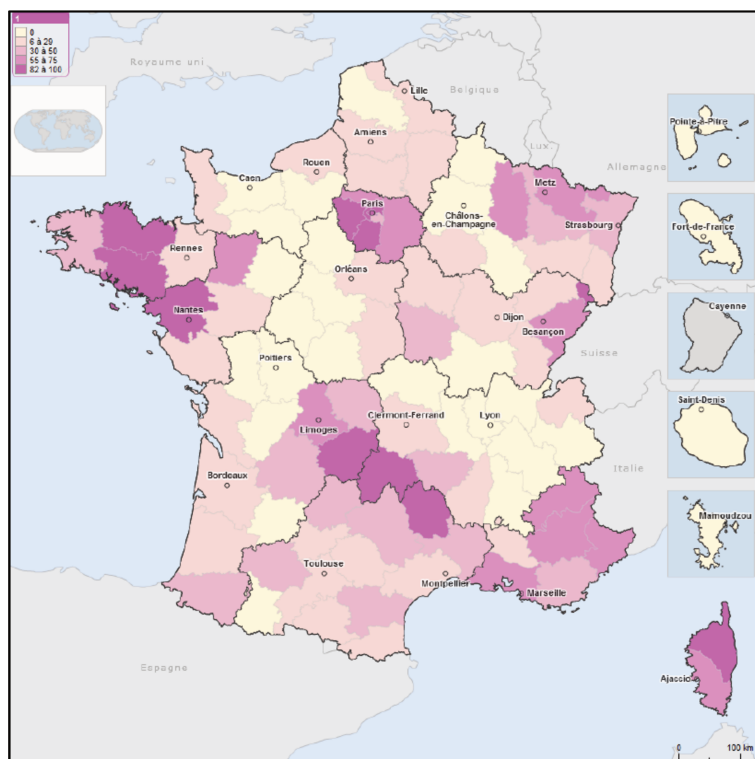 1
0
6 à 29
30 à 50
55 à 75
82 à 100
Royaume uni
Belgique
Lille
Amiens
Lux.
Allemagne
Rouen
Caen
Metz
Paris
Châlons-
en-Champagne
Strasbourg
Rennes
Orléans
Nantes
Dijon
Besançon
Suisse
Poitiers
Limoges
Clermont-Ferrand
Lyon
Italie
Bordeaux
Toulouse
Montpellier
Marseille
Espagne
Pointe-à-Pitre
Fort-de-France
Cayenne
Saint-Denis
Mamoudzou
Ajaccio
0 100 km